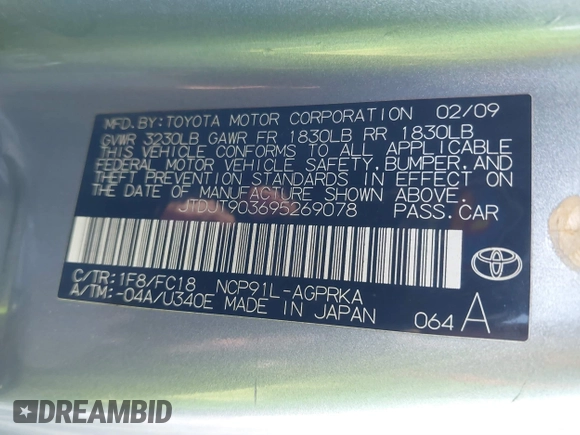 MFD. BY: TOYOTA MOTOR CORPORATION 02/09
GVWR 3230LB GAWR FR 1830LB RR 1830LB
THIS VEHICLE CONFORMS TO ALL APPLICABLE
FEDERAL MOTOR VEHICLE SAFETY, BUMPER, AND
THEFT PREVENTION STANDARDS IN EFFECT ON
THE DATE OF MANUFACTURE SHOWN ABOVE.
JTDJT903695269078 PASS. CAR
C/TR: 1F8/FC18 NCP91L-AGPRKA
A/TM: -04A/U340E MADE IN JAPAN 064 A
DREAMBID